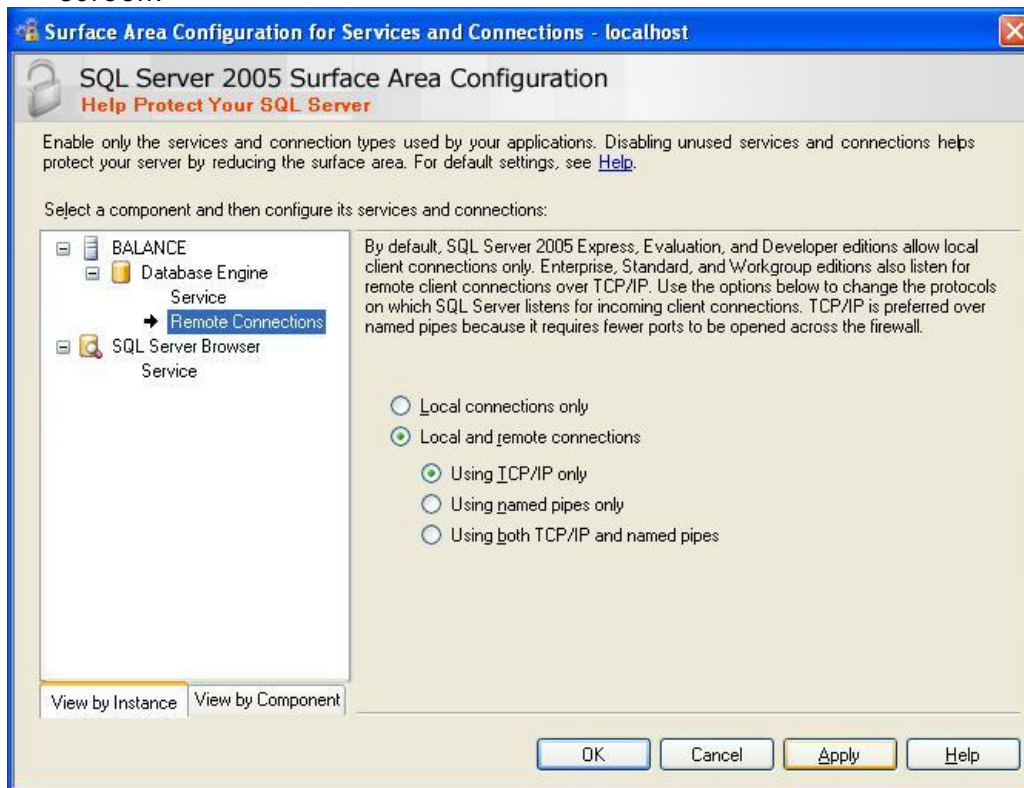 Surface Area Configuration for Services and Connections - localhost
SQL Server 2005 Surface Area Configuration
Help Protect Your SQL Server
Enable only the services and connection types used by your applications. Disabling unused services and connections helps
protect your server by reducing the surface area. For default settings, see Help.
Select a component and then configure its services and connections:
BALANCE
Database Engine
Service
Remote Connections
SQL Server Browser
Service
By default, SQL Server 2005 Express, Evaluation, and Developer editions allow local
client connections only. Enterprise, Standard, and Workgroup editions also listen for
remote client connections over TCP/IP. Use the options below to change the protocols
on which SQL Server listens for incoming client connections. TCP/IP is preferred over
named pipes because it requires fewer ports to be opened across the firewall.
Local connections only
Local and remote connections
Using TCP/IP only
Using named pipes only
Using both TCP/IP and named pipes
View by Instance View by Component
OK Cancel Apply Help